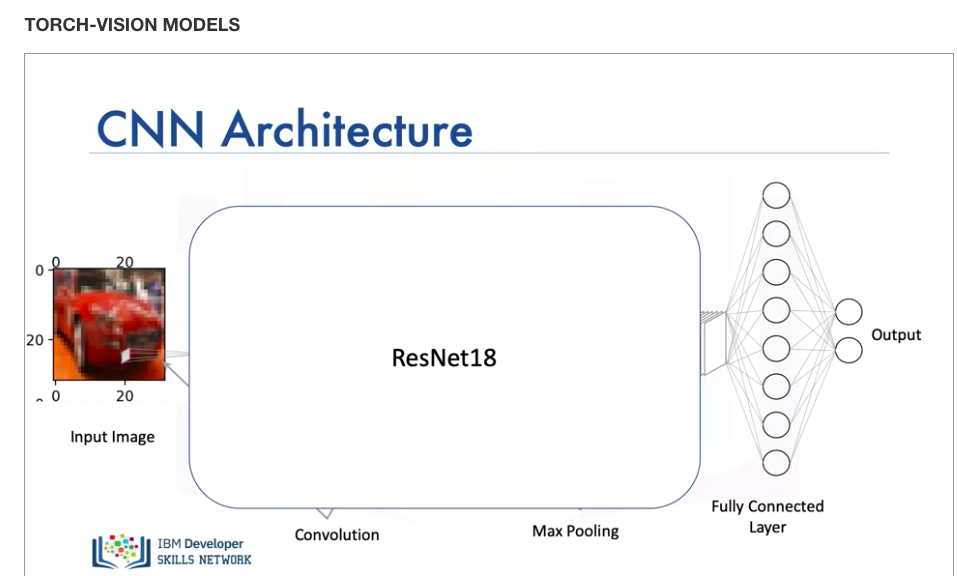 TORCH-VISION MODELS
CNN Architecture
0
20
0
20
0
20
Input Image
ResNet18
Output
Convolution
Max Pooling
Fully Connected
Layer
IBM Developer
SKILLS NETWORK